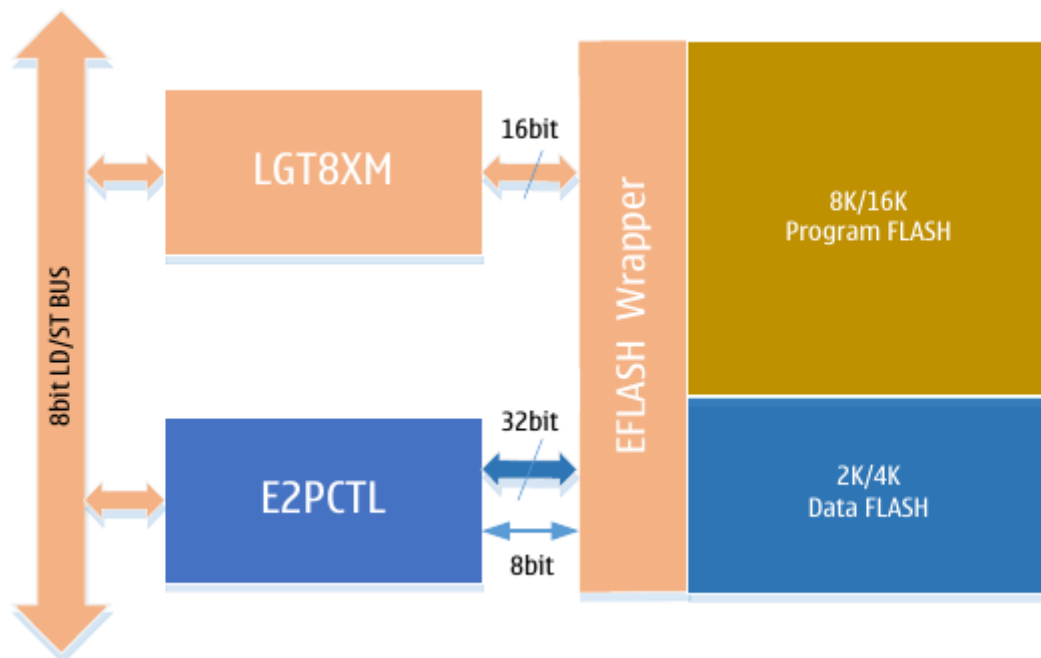 8bit LD/ST BUS
LGT8XM
16bit
EFLASH Wrapper
8K/16K
Program FLASH
E2PCTL
32bit
8bit
2K/4K
Data FLASH